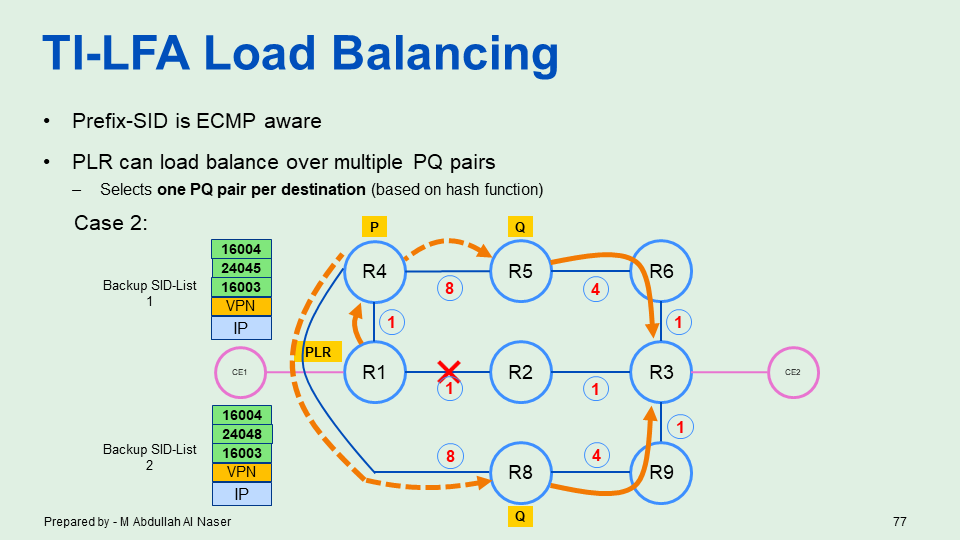 TI-LFA Load Balancing
• Prefix-SID is ECMP aware
• PLR can load balance over multiple PQ pairs
– Selects one PQ pair per destination (based on hash function)
Case 2:
P
Q
16004
24045
16003
VPN
IP
Backup SID-List
1
R4
R5
R6
8
4
1
1
PLR
CE1
R1
R2
R3
CE2
1
1
16004
24048
16003
VPN
IP
Backup SID-List
2
1
8
4
R8
R9
Q
Prepared by - M Abdullah Al Naser
77